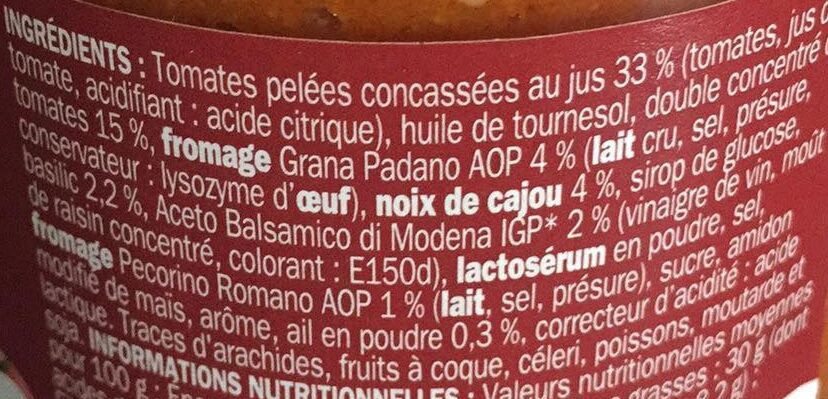 INGRÉDIENTS : Tomates pelées concassées au jus 33 % (tomates, jus
tomate, acidifiant : acide citrique), huile de tournesol, double concentré
tomates 15 %, fromage Grana Padano AOP 4 % (lait cru, sel, présure,
conservateur : lysozyme d'œuf), noix de cajou 4 %, sirop de glucose,
basilic 2,2 %, Aceto Balsamico di Modena IGP* 2 % (vinaigre de vin, moût
de raisin concentré, colorant : E150d), lactosérum en poudre, sel,
fromage Pecorino Romano AOP 1 % (lait, sel, présure), sucre, amidon
modifié de maïs, arôme, ail en poudre 0,3 %, correcteur d'acidité : acide
lactique. Traces d'arachides, fruits à coque, céleri, poissons, moutarde et
soja. INFORMATIONS NUTRITIONNELLES : Valeurs nutritionnelles moyennes
pour 100 g : grasses : 30 g (dont